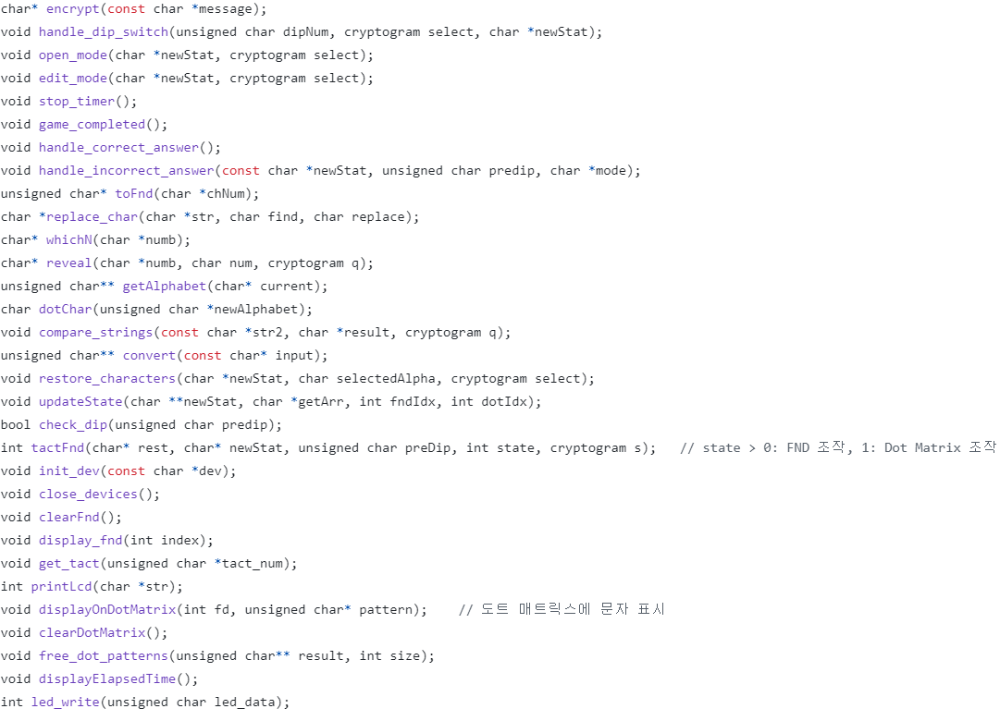 char* encrypt(const char *message);
void handle_dip_switch(unsigned char dipNum, cryptogram select, char *newStat);
void open_mode(char *newStat, cryptogram select);
void edit_mode(char *newStat, cryptogram select);
void stop_timer();
void game_completed();
void handle_correct_answer();
void handle_incorrect_answer(const char *newStat, unsigned char predip, char *mode);
unsigned char* toFnd(char *chNum);
char *replace_char(char *str, char find, char replace);
char* whichN(char *numb);
char* reveal(char *numb, char num, cryptogram q);
unsigned char** getAlphabet(char* current);
char dotChar(unsigned char *newAlphabet);
void compare_strings(const char *str2, char *result, cryptogram q);
unsigned char** convert(const char* input);
void restore_characters(char *newStat, char selectedAlpha, cryptogram select);
void updateState(char **newStat, char *getArr, int fndIdx, int dotIdx);
bool check_dip(unsigned char predip);
int tactFnd(char* rest, char* newStat, unsigned char preDip, int state, cryptogram s);   // state > 0: FND 조작, 1: Dot Matrix 조작
void init_dev(const char *dev);
void close_devices();
void clearFnd();
void display_fnd(int index);
void get_tact(unsigned char *tact_num);
int printLcd(char *str);
void displayOnDotMatrix(int fd, unsigned char* pattern);    // 도트 매트릭스에 문자 표시
void clearDotMatrix();
void free_dot_patterns(unsigned char** result, int size);
void displayElapsedTime();
int led_write(unsigned char led_data);